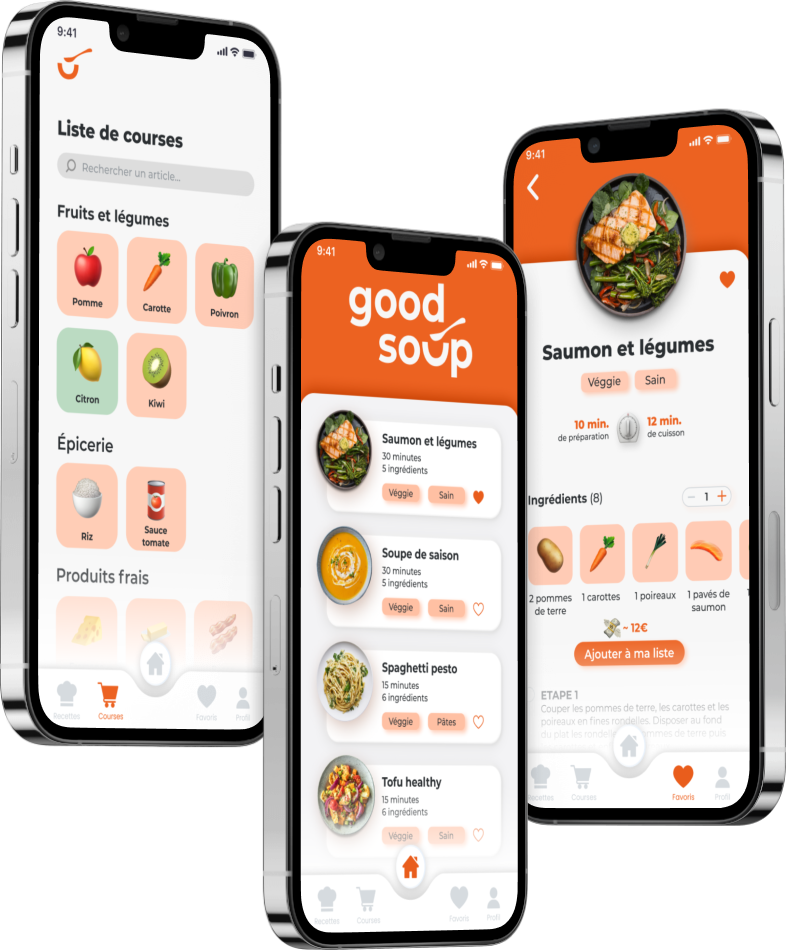 9:41
Liste de courses
Rechercher un article...
Fruits et légumes
Pomme
Carotte
Poivron
Citron
Kiwi
Épicerie
Riz
Sauce
tomate
Produits frais
Recettes
Courses
Favoris
Profil
9:41
good
soup
Saumon et légumes
30 minutes
5 ingrédients
Véggie
Sain
Soupe de saison
30 minutes
5 ingrédients
Véggie
Sain
Spaghetti pesto
15 minutes
6 ingrédients
Véggie
Pâtes
Tofu healthy
15 minutes
6 ingrédients
Véggie
Sain
Recettes
Courses
Favoris
Profil
9:41
Saumon et légumes
Véggie
Sain
10 min.
de préparation
12 min.
de cuisson
Ingrédients (8)
− 1 +
2 pommes
de terre
1 carottes
1 poireaux
1 pavés de
saumon
~ 12€
Ajouter à ma liste
ETAPE 1
Couper les pommes de terre, les carottes et les
poireaux en fines rondelles. Disposer au fond
du plat les rondelles pommes de terre puis
Recettes
Courses
Favoris
Profil